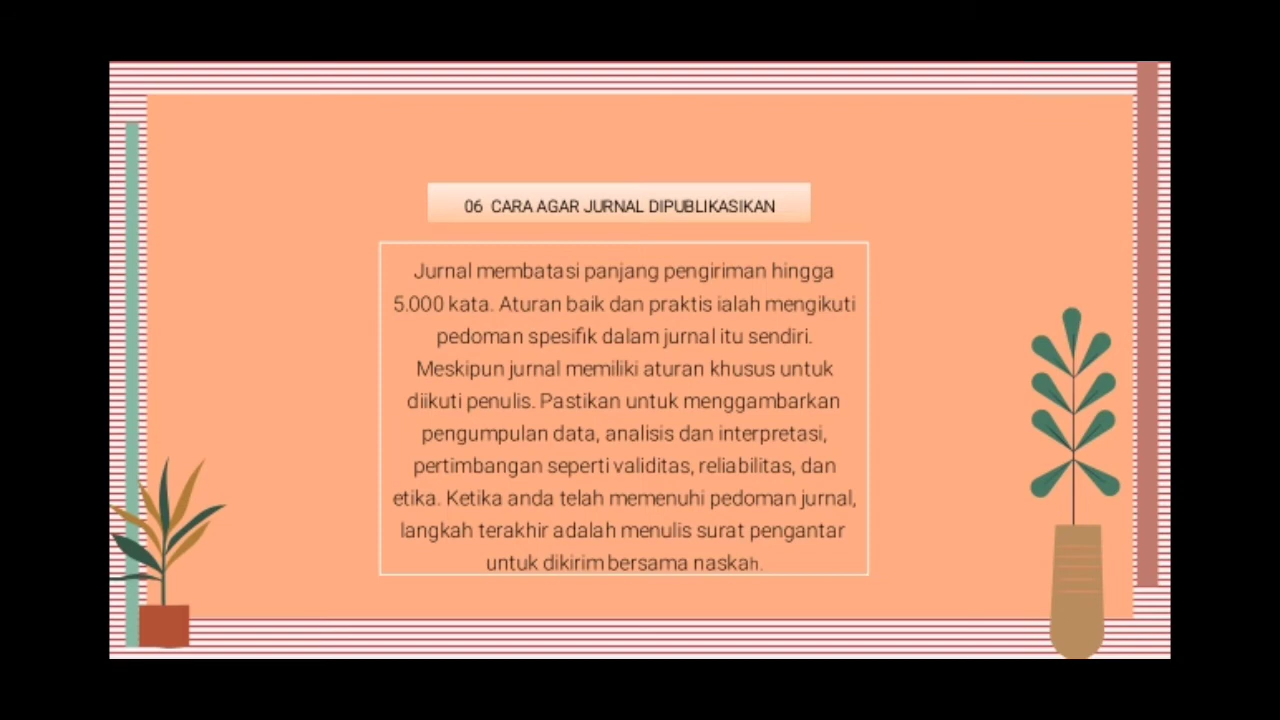 06 CARA AGAR JURNAL DIPUBLIKASIKAN
Jurnal membatasi panjang pengiriman hingga
5.000 kata. Aturan baik dan praktis ialah mengikuti
pedoman spesifik dalam jurnal itu sendiri.
Meskipun jurnal memiliki aturan khusus untuk
diikuti penulis. Pastikan untuk menggambarkan
pengumpulan data, analisis dan interpretasi,
pertimbangan seperti validitas, reliabilitas, dan
etika. Ketika anda telah memenuhi pedoman jurnal,
langkah terakhir adalah menulis surat pengantar
untuk dikirim bersama naskah.